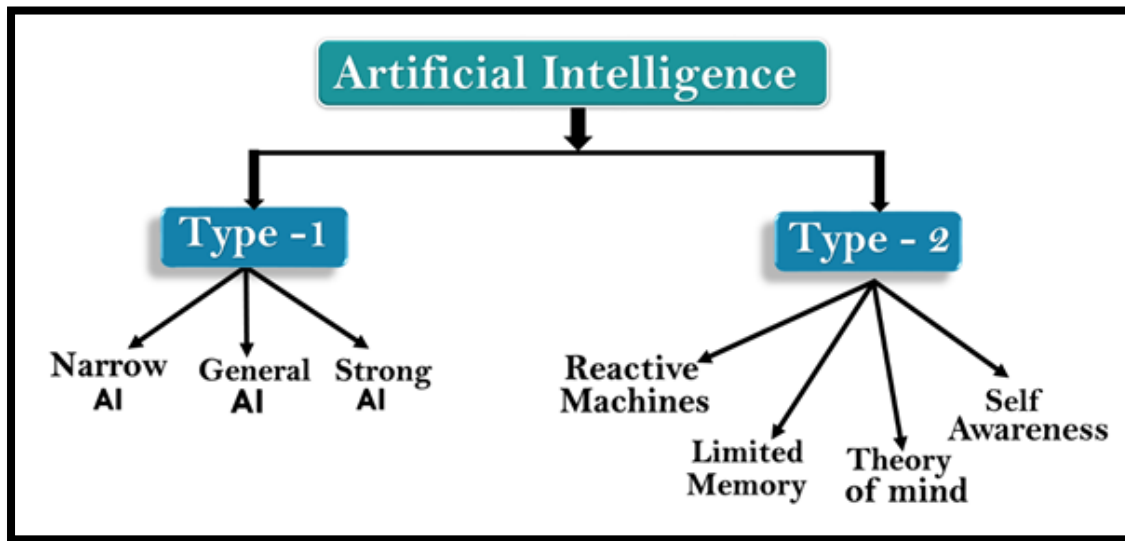 Artificial Intelligence
Type -1
Type - 2
Narrow
AI
General
AI
Strong
AI
Reactive
Machines
Limited
Memory
Theory
of mind
Self
Awareness